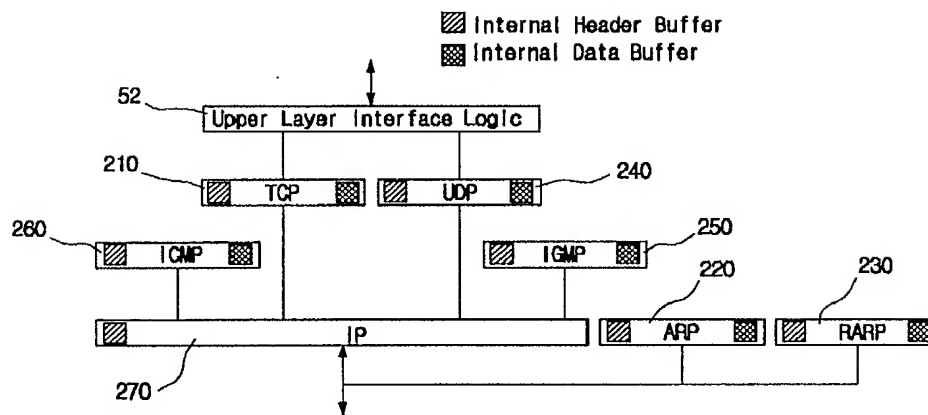 Internal Header Buffer
Internal Data Buffer
52
Upper Layer Interface Logic
210
TCP
UDP
240
260
ICMP
IGMP
250
220
230
IP
ARP
RARP
270